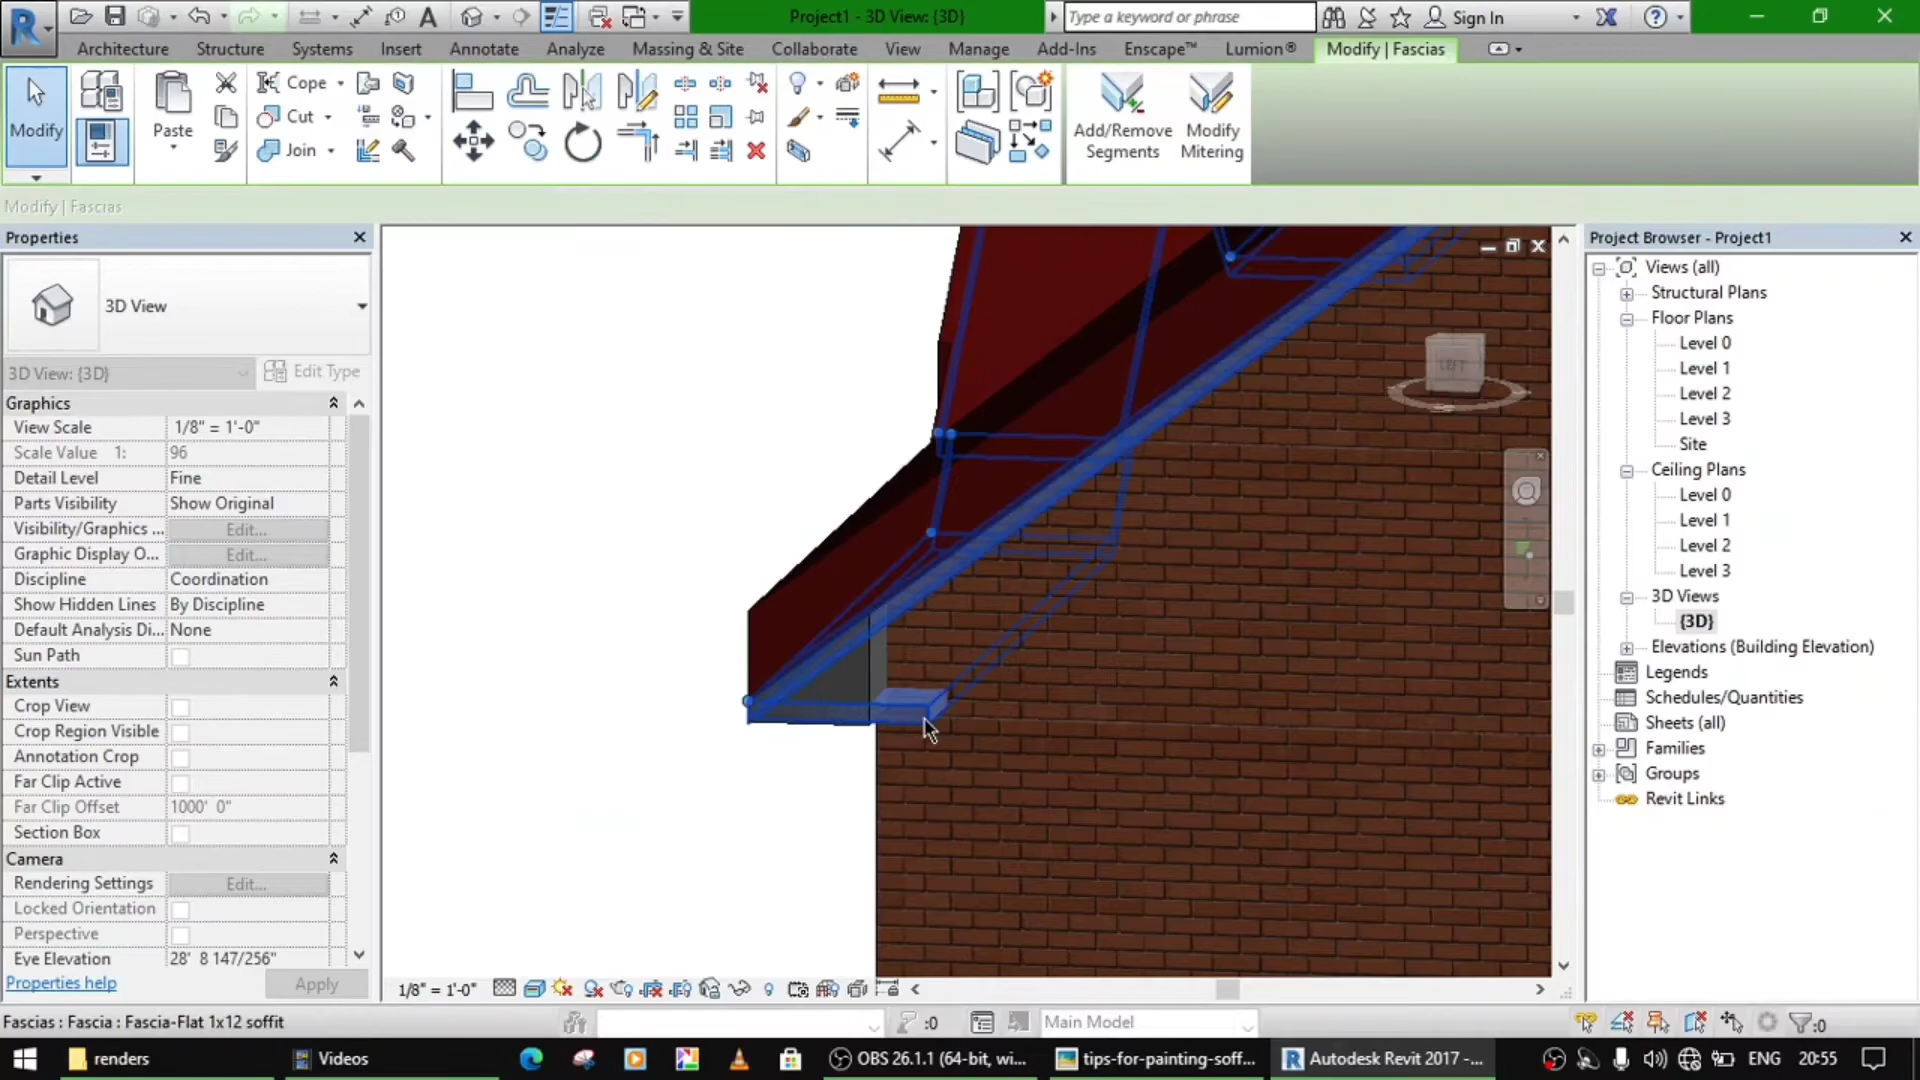 Project1 - 3D View: {3D}
Type a keyword or phrase
Sign In
Architecture
Structure
Systems
Insert
Annotate
Analyze
Massing & Site
Collaborate
View
Manage
Add-Ins
Enscape™
Lumion®
Modify | Fascias
Modify
Paste
Cope
Cut
Join
Add/Remove
Segments
Modify
Mitering
Modify | Fascias
Properties
3D View
3D View: {3D}
Edit Type
Graphics
View Scale 1/8" = 1'-0"
Scale Value 1: 96
Detail Level Fine
Parts Visibility Show Original
Visibility/Graphics ... Edit...
Graphic Display O... Edit...
Discipline Coordination
Show Hidden Lines By Discipline
Default Analysis Di... None
Sun Path
Extents
Crop View
Crop Region Visible
Annotation Crop
Far Clip Active
Far Clip Offset 1000' 0"
Section Box
Camera
Rendering Settings Edit...
Locked Orientation
Perspective
Eye Elevation 28' 8 147/256"
Properties help
Apply
LEFT
1/8" = 1'-0"
Project Browser - Project1
Views (all)
Structural Plans
Floor Plans
Level 0
Level 1
Level 2
Level 3
Site
Ceiling Plans
Level 0
Level 1
Level 2
Level 3
3D Views
{3D}
Elevations (Building Elevation)
Legends
Schedules/Quantities
Sheets (all)
Families
Groups
Revit Links
Fascias : Fascia : Fascia-Flat 1x12 soffit
:0
Main Model
:0
renders
Videos
OBS 26.1.1 (64-bit, wi...
tips-for-painting-soff...
Autodesk Revit 2017 -...
ENG
20:55